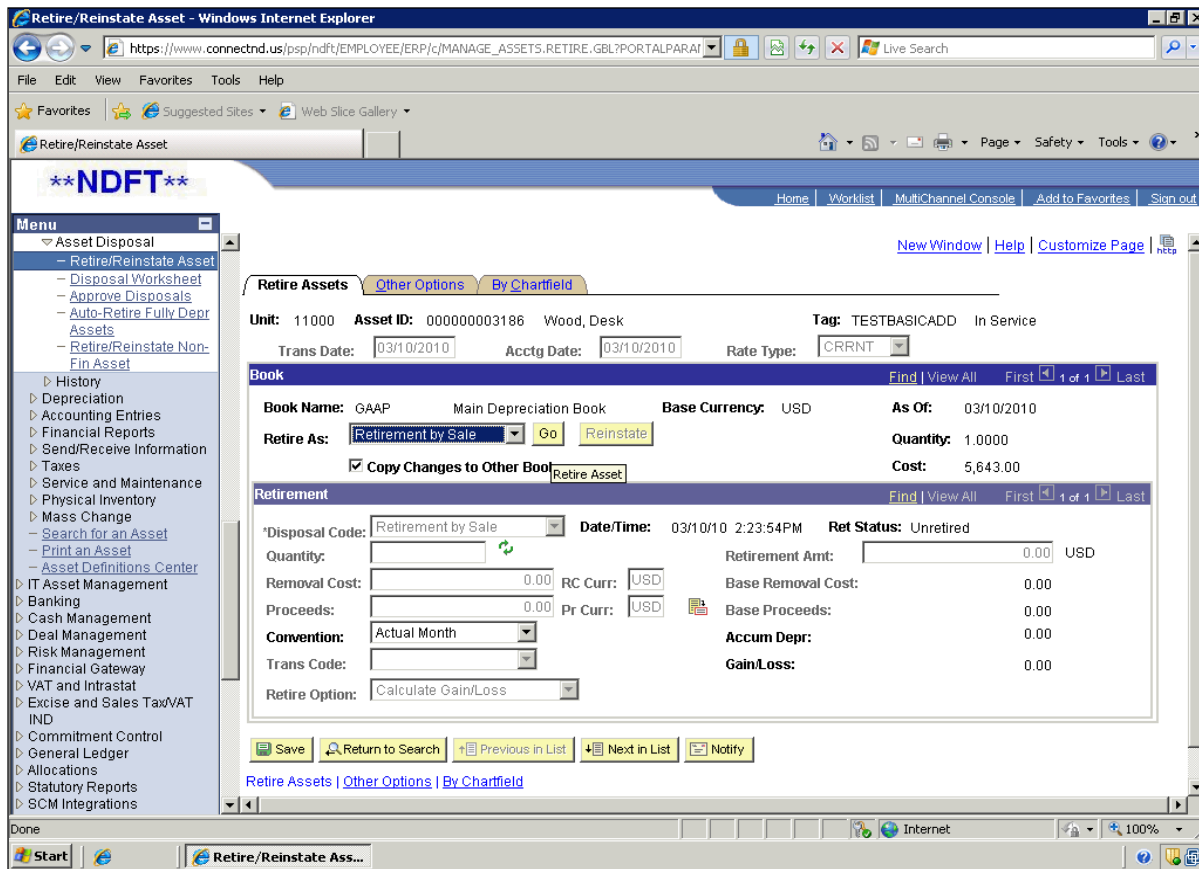 Retire/Reinstate Asset - Windows Internet Explorer
https://www.connectnd.us/psp/ndft/EMPLOYEE/ERP/c/MANAGE_ASSETS.RETIRE.GBL?PORTALPARAM Live Search
File Edit View Favorites Tools Help
Favorites Suggested Sites Web Slice Gallery
Retire/Reinstate Asset Page Safety Tools
**NDFT**
Home Worklist MultiChannel Console Add to Favorites Sign out
Menu
Asset Disposal
– Retire/Reinstate Asset
– Disposal Worksheet
– Approve Disposals
– Auto-Retire Fully Depr
Assets
– Retire/Reinstate Non-
Fin Asset
History
Depreciation
Accounting Entries
Financial Reports
Send/Receive Information
Taxes
Service and Maintenance
Physical Inventory
Mass Change
– Search for an Asset
– Print an Asset
– Asset Definitions Center
IT Asset Management
Banking
Cash Management
Deal Management
Risk Management
Financial Gateway
VAT and Intrastat
Excise and Sales Tax/VAT
IND
Commitment Control
General Ledger
Allocations
Statutory Reports
SCM Integrations
New Window | Help | Customize Page | http
Retire Assets Other Options By Chartfield
Unit: 11000 Asset ID: 000000003186 Wood, Desk Tag: TESTBASICADD In Service
Trans Date: 03/10/2010 Acctg Date: 03/10/2010 Rate Type: CRRNT
Book Find | View All First 1 of 1 Last
Book Name: GAAP Main Depreciation Book Base Currency: USD As Of: 03/10/2010
Retire As: Retirement by Sale Go Reinstate Quantity: 1.0000
Copy Changes to Other Book Cost: 5,643.00
Retire Asset
Retirement Find | View All First 1 of 1 Last
*Disposal Code: Retirement by Sale Date/Time: 03/10/10 2:23:54PM Ret Status: Unretired
Quantity: Retirement Amt: 0.00 USD
Removal Cost: 0.00 RC Curr: USD Base Removal Cost: 0.00
Proceeds: 0.00 Pr Curr: USD Base Proceeds: 0.00
Convention: Actual Month Accum Depr: 0.00
Trans Code: Gain/Loss: 0.00
Retire Option: Calculate Gain/Loss
Save Return to Search Previous in List Next in List Notify
Retire Assets | Other Options | By Chartfield
Done Internet 100%
Start Retire/Reinstate Ass...